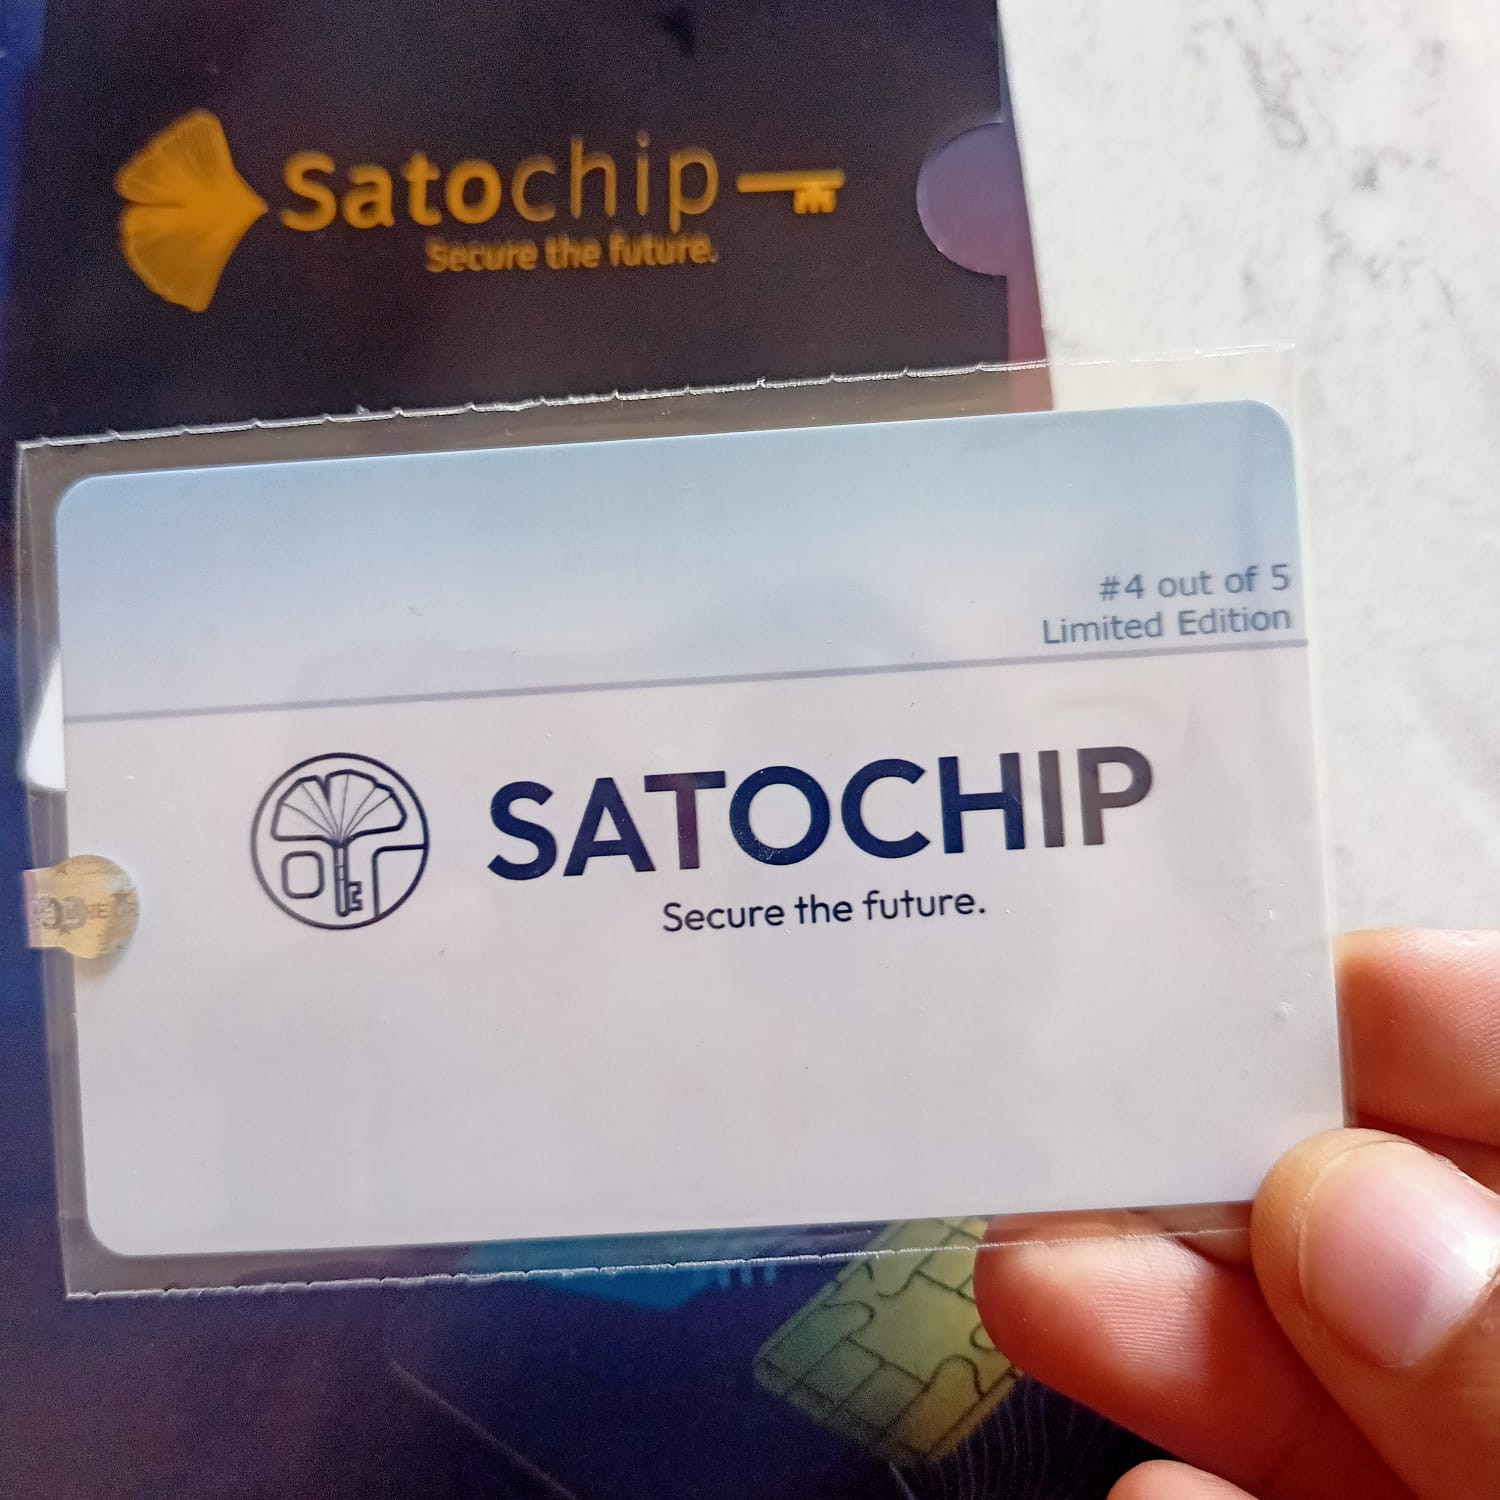 Satochip
Secure the future.
#4 out of 5
Limited Edition
SATOCHIP
Secure the future.